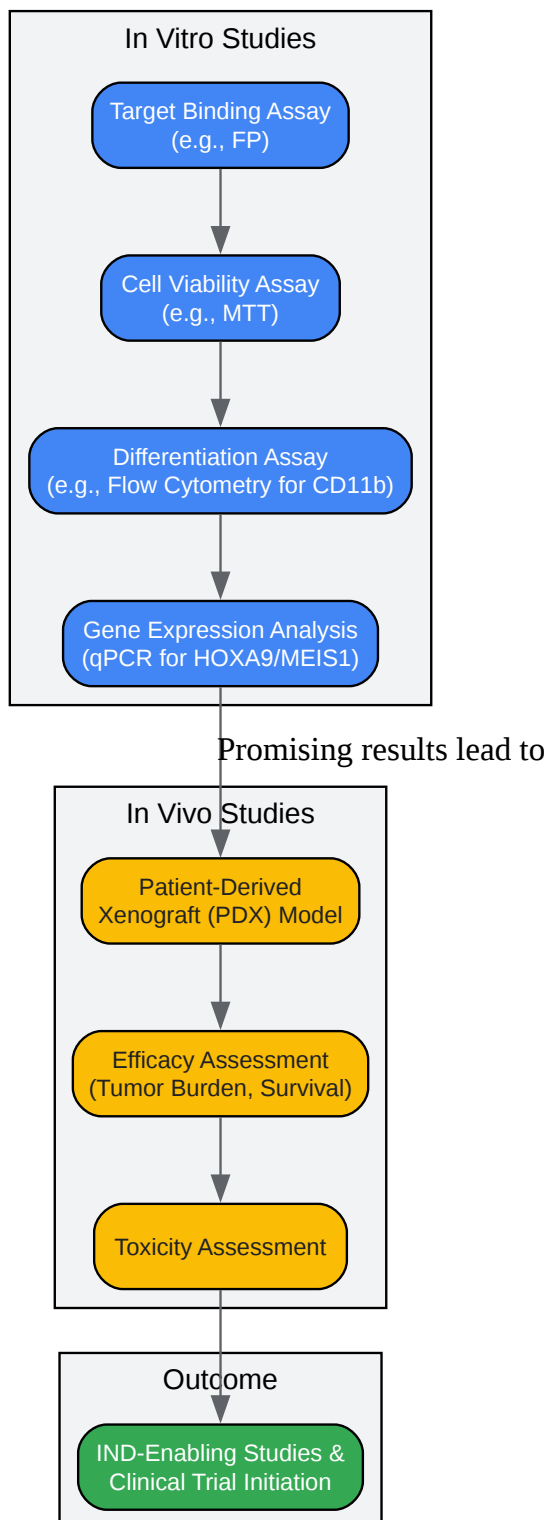 In Vitro Studies
Target Binding Assay
(e.g., FP)
Cell Viability Assay
(e.g., MTT)
Differentiation Assay
(e.g., Flow Cytometry for CD11b)
Gene Expression Analysis
(qPCR for HOXA9/MEIS1)
Promising results lead to
In Vivo Studies
Patient-Derived
Xenograft (PDX) Model
Efficacy Assessment
(Tumor Burden, Survival)
Toxicity Assessment
Outcome
IND-Enabling Studies &
Clinical Trial Initiation